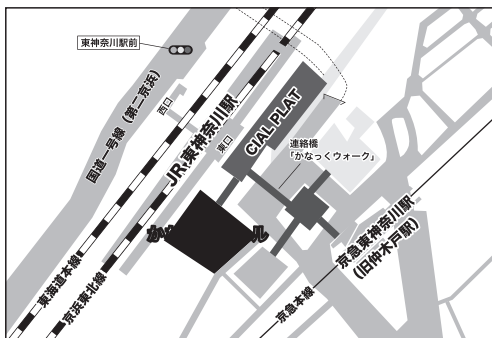 東神奈川駅前
国道一号線（第二京浜）
西口
JR東神奈川駅
東口
CIAL PLAT
連絡橋
「かなっくウォーク」
京急東神奈川駅
（旧仲木戸駅）
東海道本線
京浜東北線
京急本線